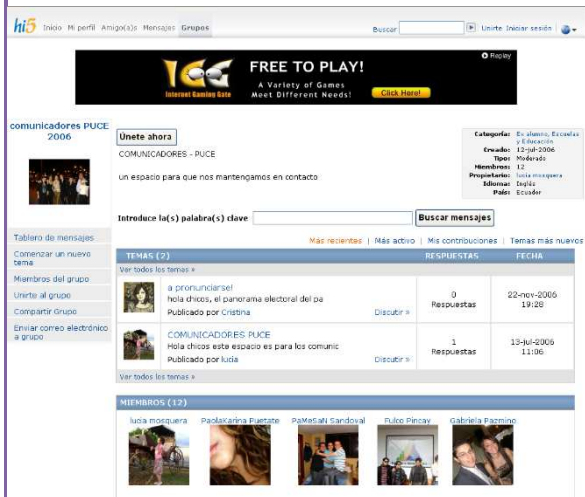 hi5 Inicio Mi perfil Amigo(a)s Mensajes Grupos Buscar Unirte Iniciar sesión
Replay
IGG
Internet Gaming Gate
FREE TO PLAY!
A Variety of Games
Meet Different Needs!
Click Here!
comunicadores PUCE
2006
Únete ahora
COMUNICADORES - PUCE
un espacio para que nos mantengamos en contacto
Categoría: Ex alumno, Escuelas
y Educación
Creado: 12-jul-2006
Tipo: Moderado
Miembros: 12
Propietario: lucia mosquera
Idioma: Inglés
País: Ecuador
Introduce la(s) palabra(s) clave
Buscar mensajes
Tablero de mensajes
Comenzar un nuevo
tema
Miembros del grupo
Unirte al grupo
Compartir Grupo
Enviar correo electrónico
a grupo
Más recientes | Más activo | Mis contribuciones | Temas más nuevos
TEMAS (2) RESPUESTAS FECHA
Ver todos los temas »
a pronunciarse!
hola chicos, el panorama electoral del pa
Publicado por Cristina Discutir »
0
Respuestas
22-nov-2006
19:28
COMUNICADORES PUCE
Hola chicos este espacio es para los comunic
Publicado por lucia Discutir »
1
Respuestas
13-jul-2006
11:06
Ver todos los temas »
MIEMBROS (12)
lucia mosquera PaolaKarina Puetate PaMeSaN Sandoval Fulco Pincay Gabriela Pazmino